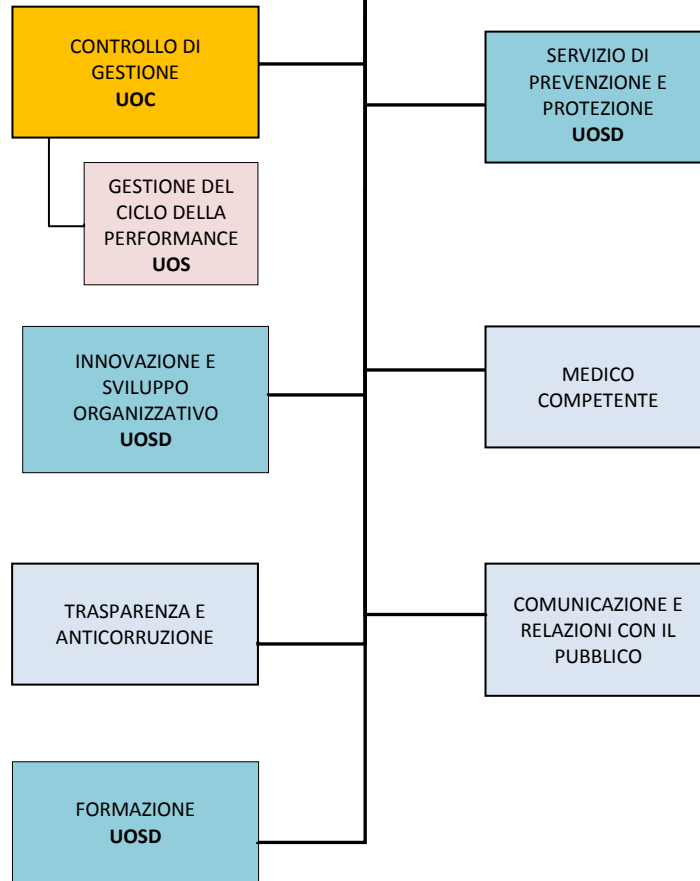 CONTROLLO DI
GESTIONE
UOC
SERVIZIO DI
PREVENZIONE E
PROTEZIONE
UOSD
GESTIONE DEL
CICLO DELLA
PERFORMANCE
UOS
INNOVAZIONE E
SVILUPPO
ORGANIZZATIVO
UOSD
MEDICO
COMPETENTE
TRASPARENZA E
ANTICORRUZIONE
COMUNICAZIONE E
RELAZIONI CON IL
PUBBLICO
FORMAZIONE
UOSD